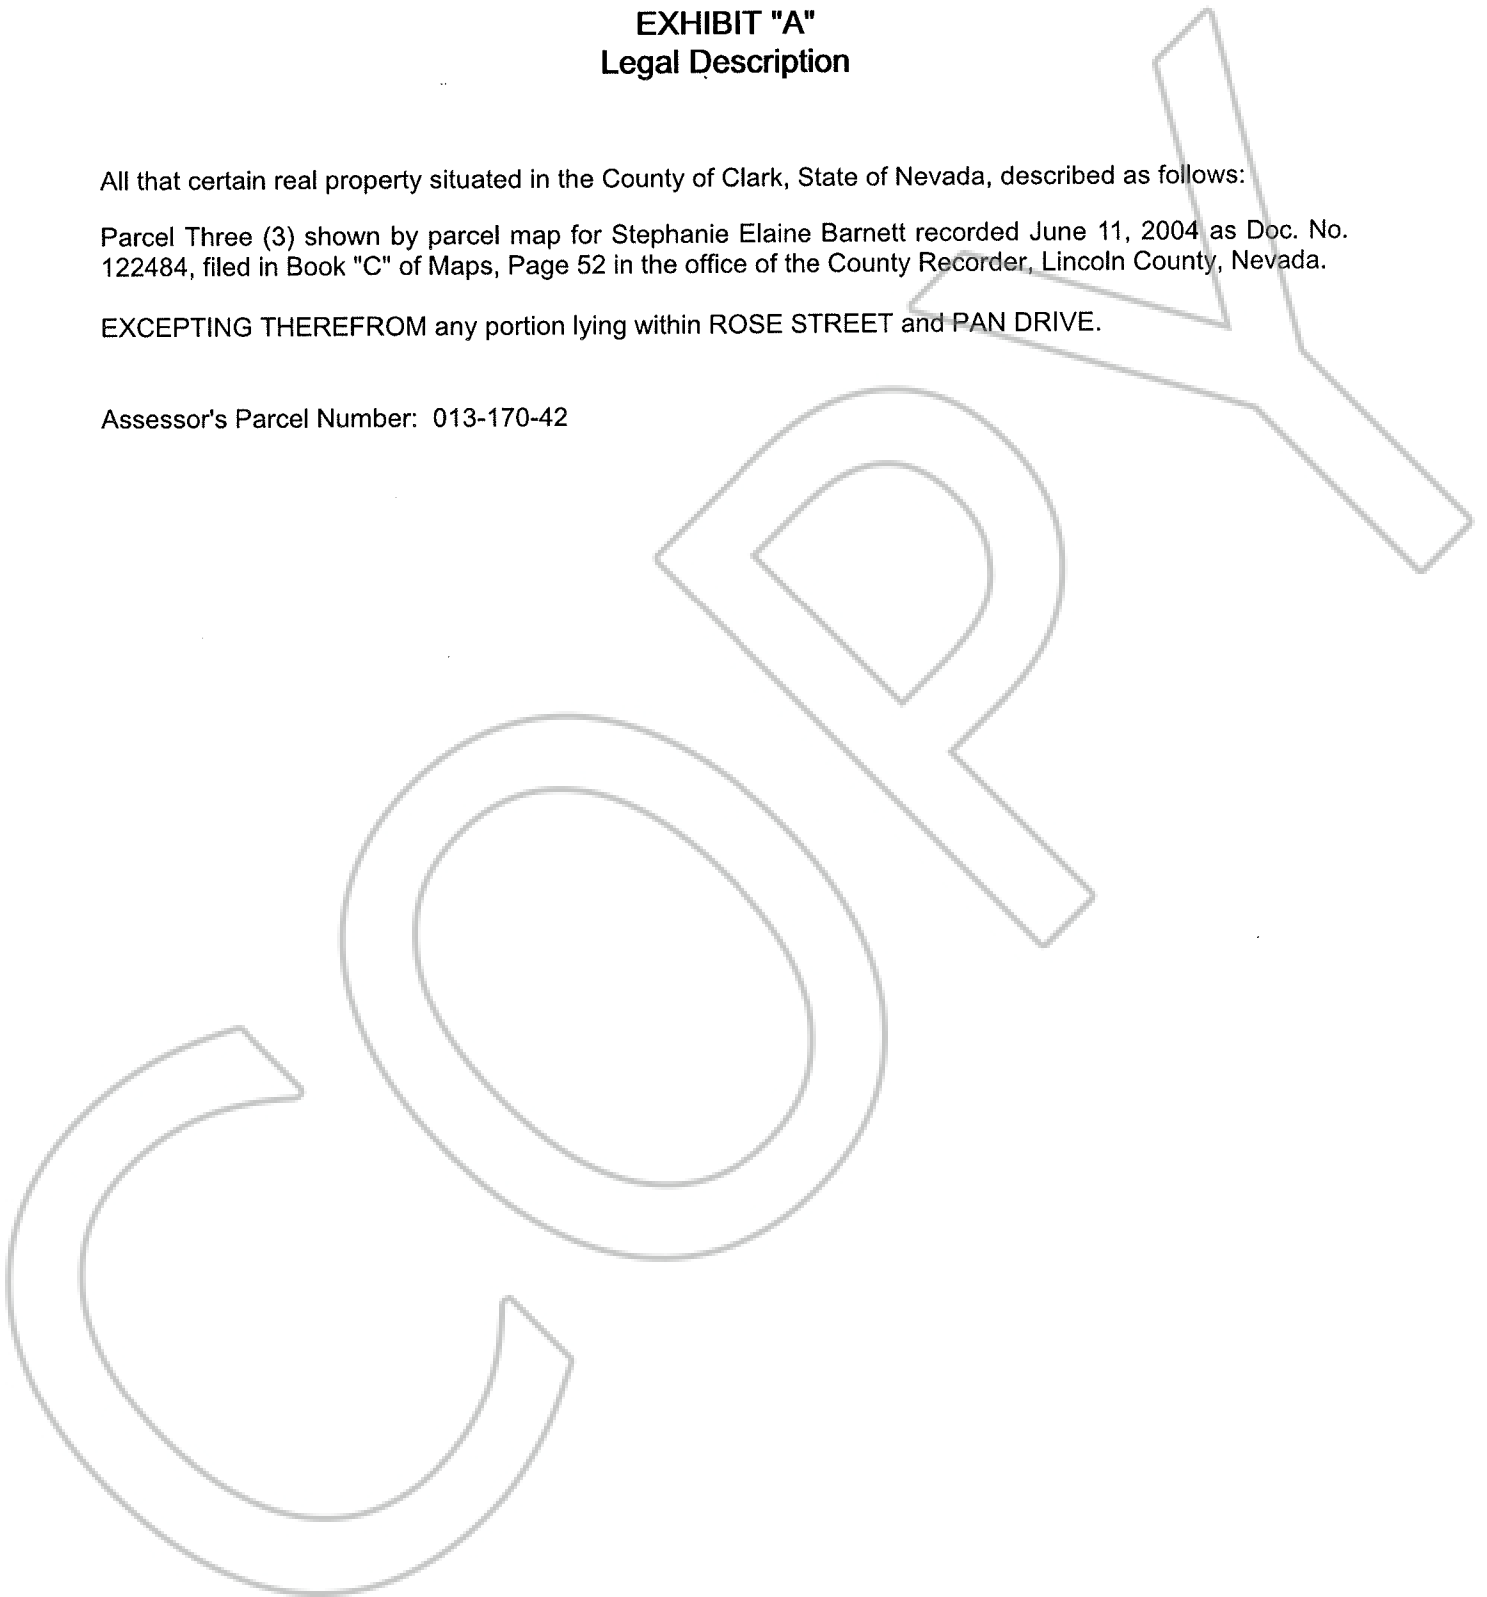 EXHIBIT "A"
Legal Description
All that certain real property situated in the County of Clark, State of Nevada, described as follows:
Parcel Three (3) shown by parcel map for Stephanie Elaine Barnett recorded June 11, 2004 as Doc. No.
122484, filed in Book "C" of Maps, Page 52 in the office of the County Recorder, Lincoln County, Nevada.
EXCEPTING THEREFROM any portion lying within ROSE STREET and PAN DRIVE.
Assessor's Parcel Number: 013-170-42
COPY